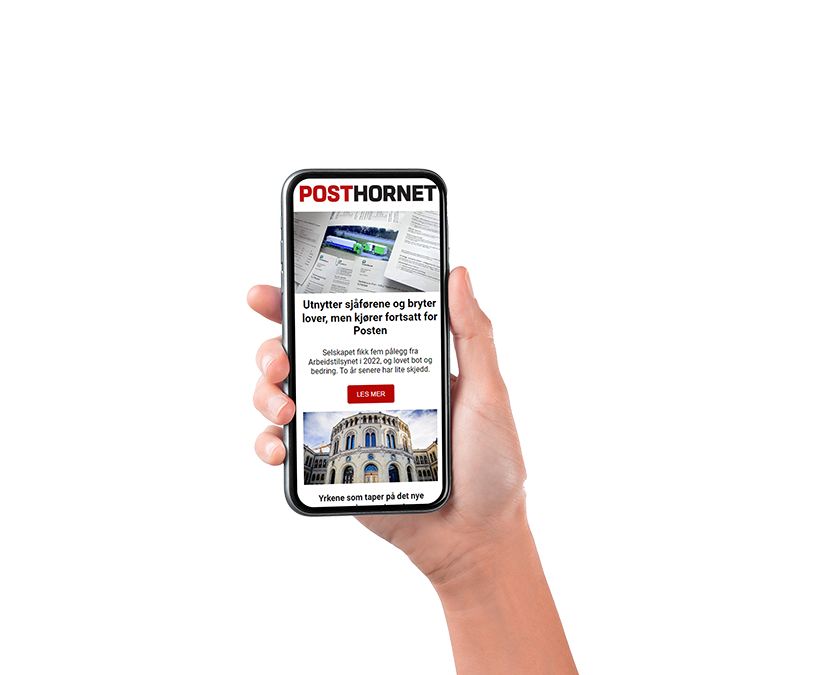 POSTHORNET
Utnytter sjåførene og bryter
lover, men kjører fortsatt for
Posten
Selskapet fikk fem pålegg fra
Arbeidstilsynet i 2022, og lovet bot og
bedring. To år senere har lite skjedd.
LES MER
Yrkene som taper på det nye